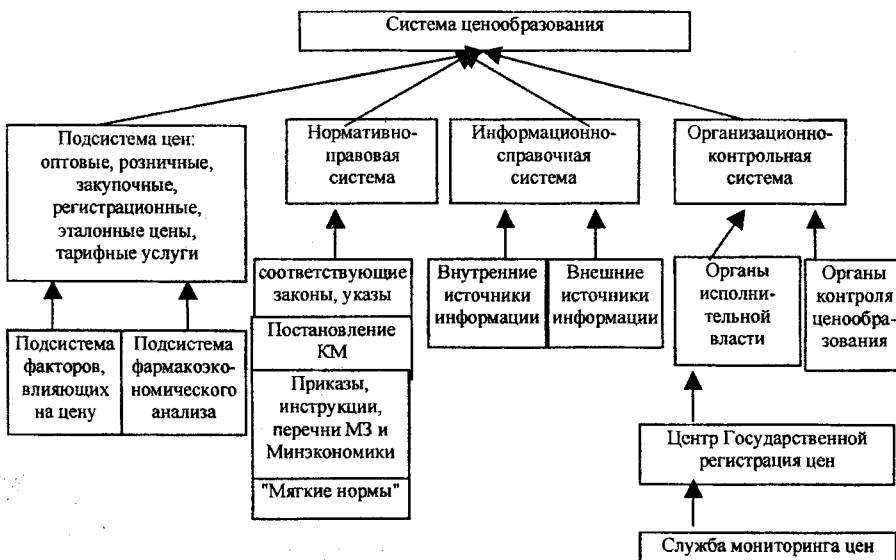 Система ценообразования
Подсистема цен:
оптовые, розничные,
закупочные,
регистрационные,
эталонные цены,
тарифные услуги
Нормативно-
правовая
система
Информационно-
справочная
система
Организационно-
контрольная
система
Подсистема
факторов,
влияющих
на цену
Подсистема
фармакоэко-
номического
анализа
соответствующие
законы, указы
Постановление
КМ
Приказы,
инструкции,
перечни МЗ и
Минэкономики
"Мягкие нормы"
Внутренние
источники
информации
Внешние
источники
информации
Органы
исполни-
тельной
власти
Органы
контроля
ценообра-
зования
Центр Государственной
регистрация цен
Служба мониторинга цен